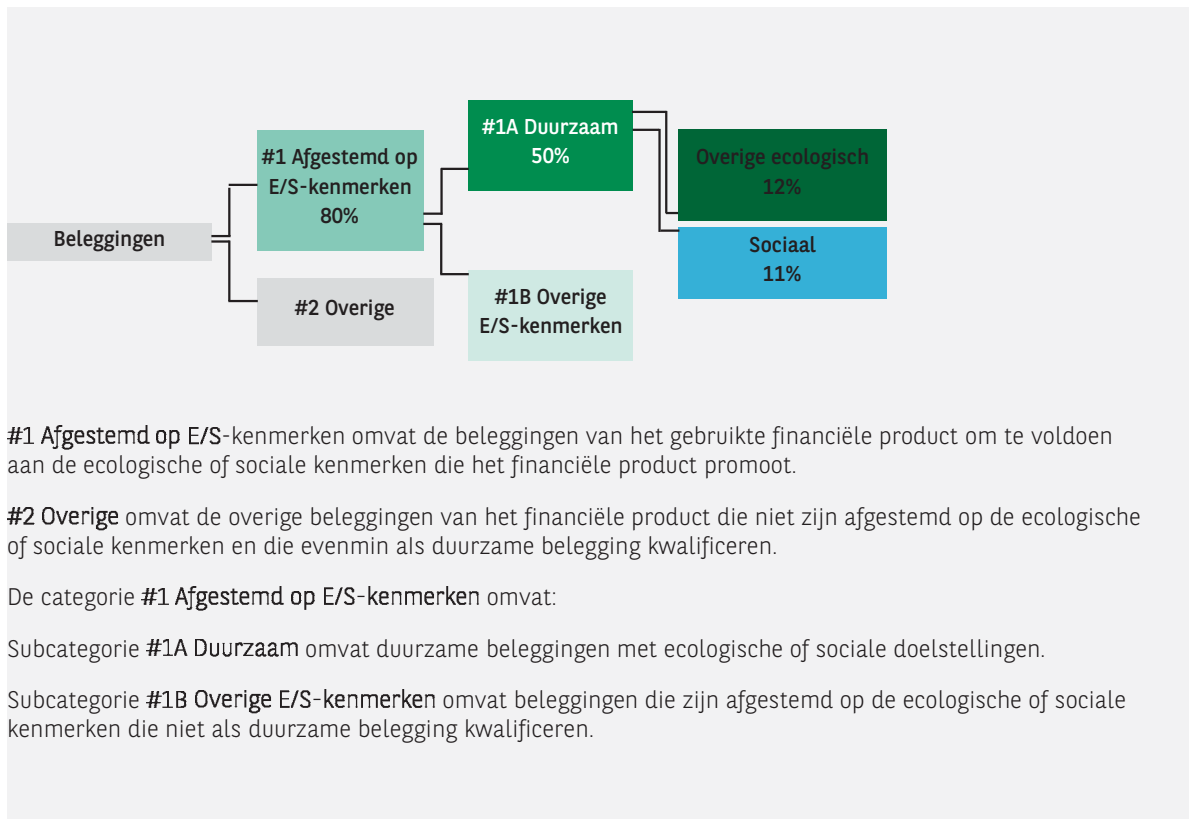 #1A Duurzaam
50%
#1 Afgestemd op
E/S-kenmerken
80%
Overige ecologisch
12%
Beleggingen
Sociaal
11%
#2 Overige
#1B Overige
E/S-kenmerken
#1 Afgestemd op E/S-kenmerken omvat de beleggingen van het gebruikte financiële product om te voldoen
aan de ecologische of sociale kenmerken die het financiële product promoot.
#2 Overige omvat de overige beleggingen van het financiële product die niet zijn afgestemd op de ecologische
of sociale kenmerken en die evenmin als duurzame belegging kwalificeren.
De categorie #1 Afgestemd op E/S-kenmerken omvat:
Subcategorie #1A Duurzaam omvat duurzame beleggingen met ecologische of sociale doelstellingen.
Subcategorie #1B Overige E/S-kenmerken omvat beleggingen die zijn afgestemd op de ecologische of sociale
kenmerken die niet als duurzame belegging kwalificeren.